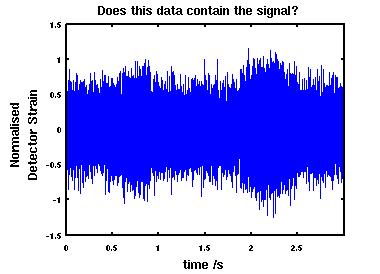 Does this data contain the signal?
1.5
1
0.5
0
-0.5
-1
-1.5
Normalised
Detector Strain
0 0.5 1 1.5 2 2.5
time /s